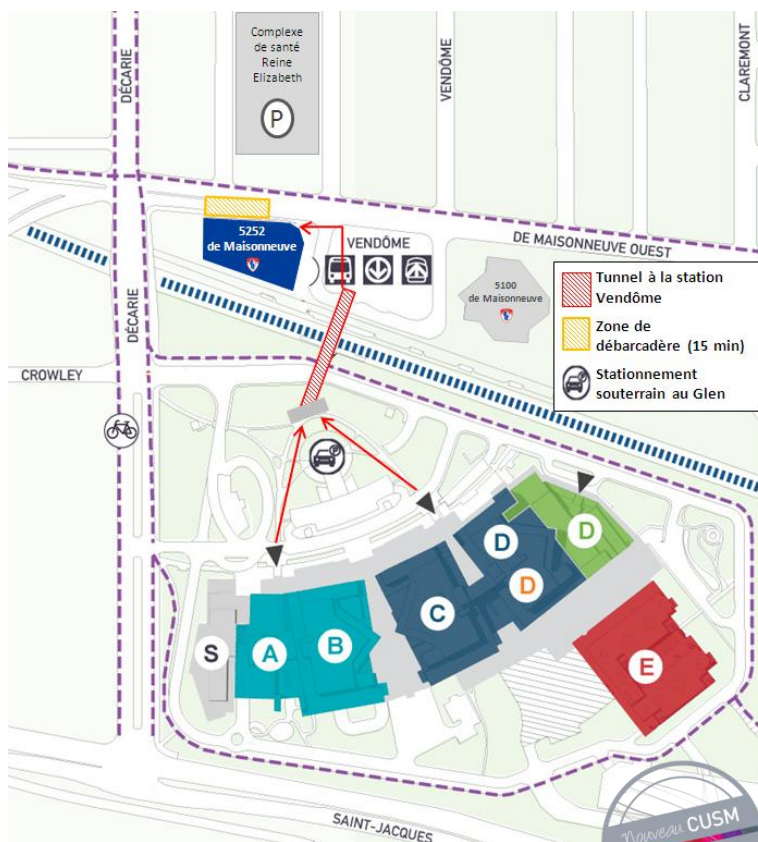 Complexe
de santé
Reine
Elizabeth
P
DÉCARIE
VENDÔME
CLAREMONT
5252
de Maisonneuve
VENDÔME
DE MAISONNEUVE OUEST
5100
de Maisonneuve
Tunnel à la station
Vendôme
Zone de
débarcadère (15 min)
Stationnement
souterrain au Glen
DÉCARIE
CROWLEY
P
D
D
D
C
B
A
S
E
SAINT-JACQUES
Nouveau CUSM